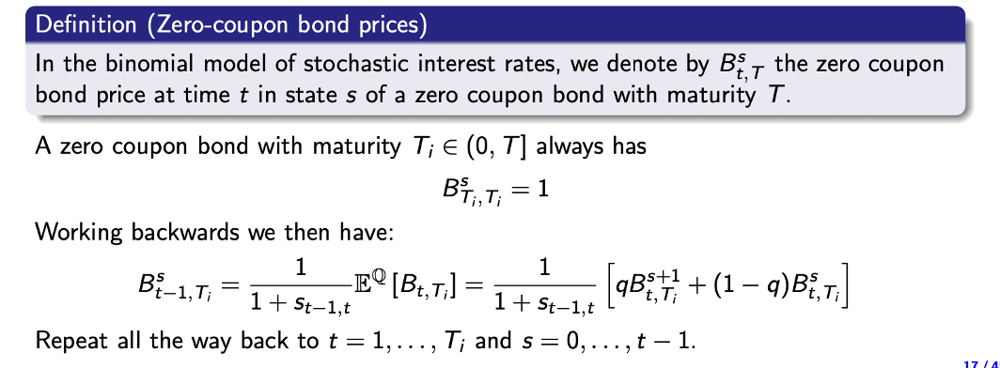 Definition (Zero-coupon bond prices)
In the binomial model of stochastic interest rates, we denote by $B^s_{t,T}$ the zero coupon
bond price at time $t$ in state $s$ of a zero coupon bond with maturity $T$.
A zero coupon bond with maturity $T_i \in (0, T]$ always has
$B^s_{T_i,T_i} = 1$
Working backwards we then have:
$B^s_{t-1,T_i} = \frac{1}{1 + s_{t-1,t}} \mathbb{E}^{\mathbb{Q}} [B_{t,T_i}] = \frac{1}{1 + s_{t-1,t}} \left[ qB^{s+1}_{t,T_i} + (1 - q)B^s_{t,T_i} \right]$
Repeat all the way back to $t = 1, \ldots, T_i$ and $s = 0, \ldots, t - 1$.
17 / 4